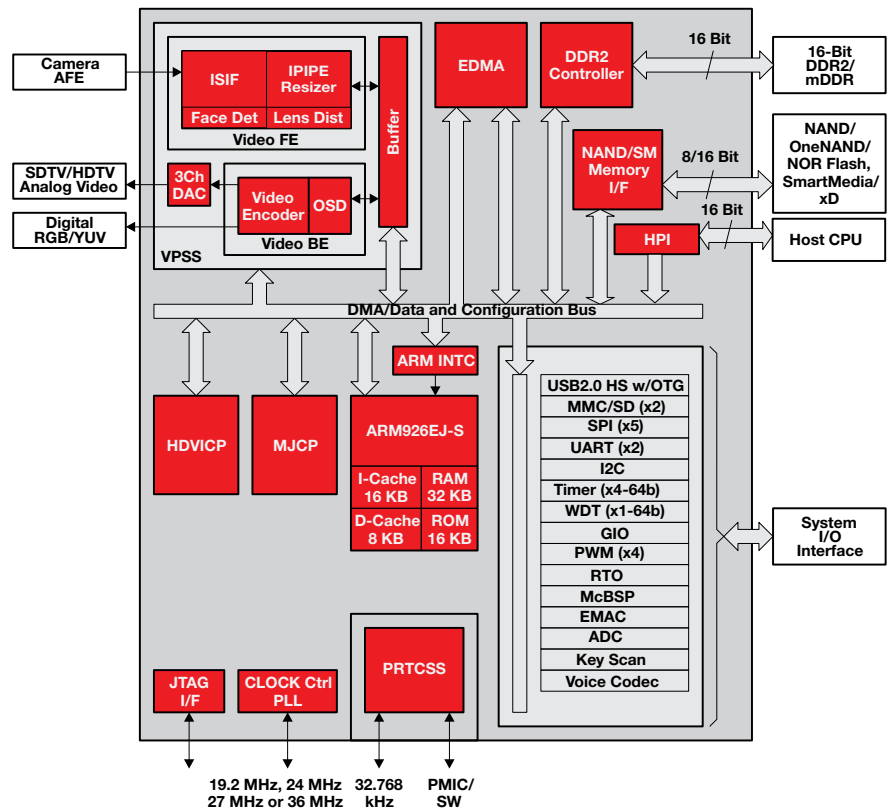 Camera
AFE
ISIF
IPIPE
Resizer
Face Det
Lens Dist
Video FE
Buffer
SDTV/HDTV
Analog Video
3Ch
DAC
Video
Encoder
OSD
Video BE
Digital
RGB/YUV
VPSS
EDMA
DDR2
Controller
16 Bit
16-Bit
DDR2/
mDDR
NAND/SM
Memory
I/F
8/16 Bit
NAND/
OneNAND/
NOR Flash,
SmartMedia/
xD
16 Bit
HPI
Host CPU
DMA/Data and Configuration Bus
ARM INTC
HDVICP
MJCP
ARM926EJ-S
I-Cache
16 KB
RAM
32 KB
D-Cache
8 KB
ROM
16 KB
USB2.0 HS w/OTG
MMC/SD (x2)
SPI (x5)
UART (x2)
I2C
Timer (x4-64b)
WDT (x1-64b)
GIO
PWM (x4)
RTO
McBSP
EMAC
ADC
Key Scan
Voice Codec
System
I/O
Interface
JTAG
I/F
CLOCK Ctrl
PLL
PRTCSS
19.2 MHz, 24 MHz
27 MHz or 36 MHz
32.768
kHz
PMIC/
SW